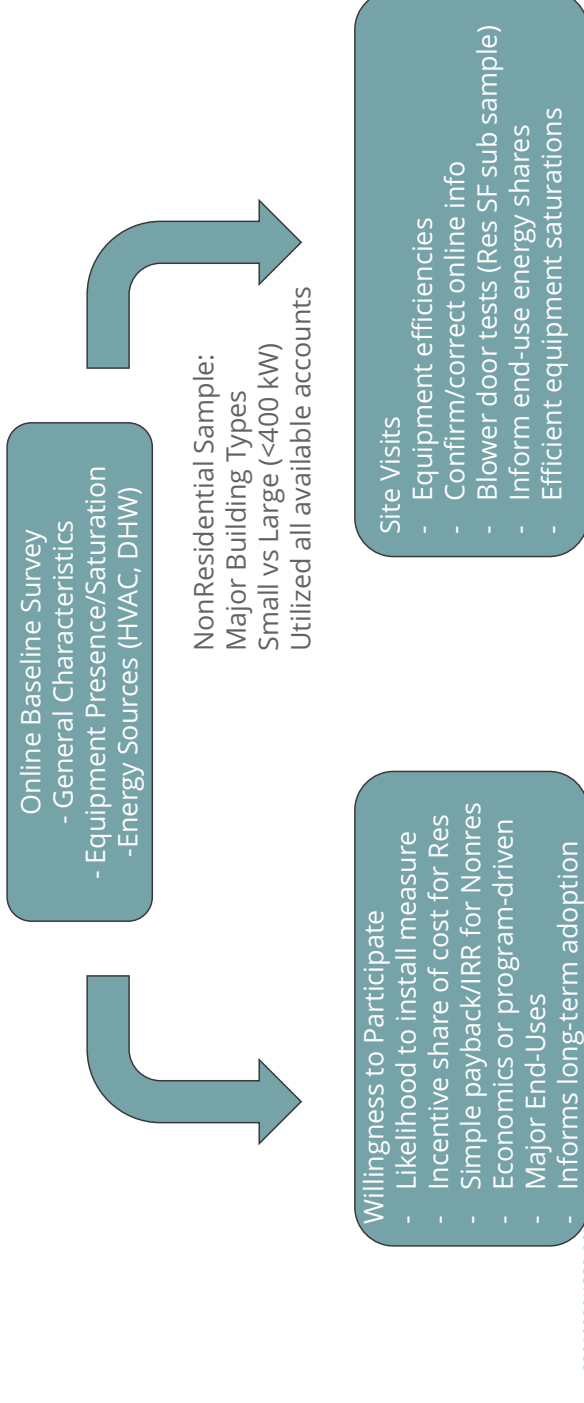 Online Baseline Survey
- General Characteristics
- Equipment Presence/Saturation
-Energy Sources (HVAC, DHW)
NonResidential Sample:
Major Building Types
Small vs Large (<400 kW)
Utilized all available accounts
Willingness to Participate
- Likelihood to install measure
- Incentive share of cost for Res
- Simple payback/IRR for Nonres
- Economics or program-driven
- Major End-Uses
- Informs long-term adoption
Site Visits
- Equipment efficiencies
- Confirm/correct online info
- Blower door tests (Res SF sub sample)
- Inform end-use energy shares
- Efficient equipment saturations